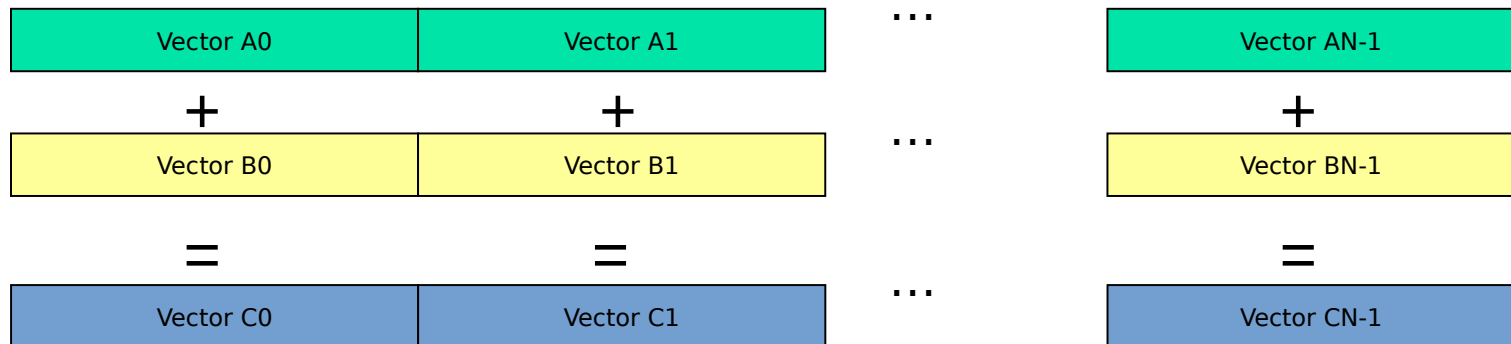 Vector A0 Vector A1 ... Vector AN-1
+ + +
Vector B0 Vector B1 ... Vector BN-1
= = =
Vector C0 Vector C1 ... Vector CN-1